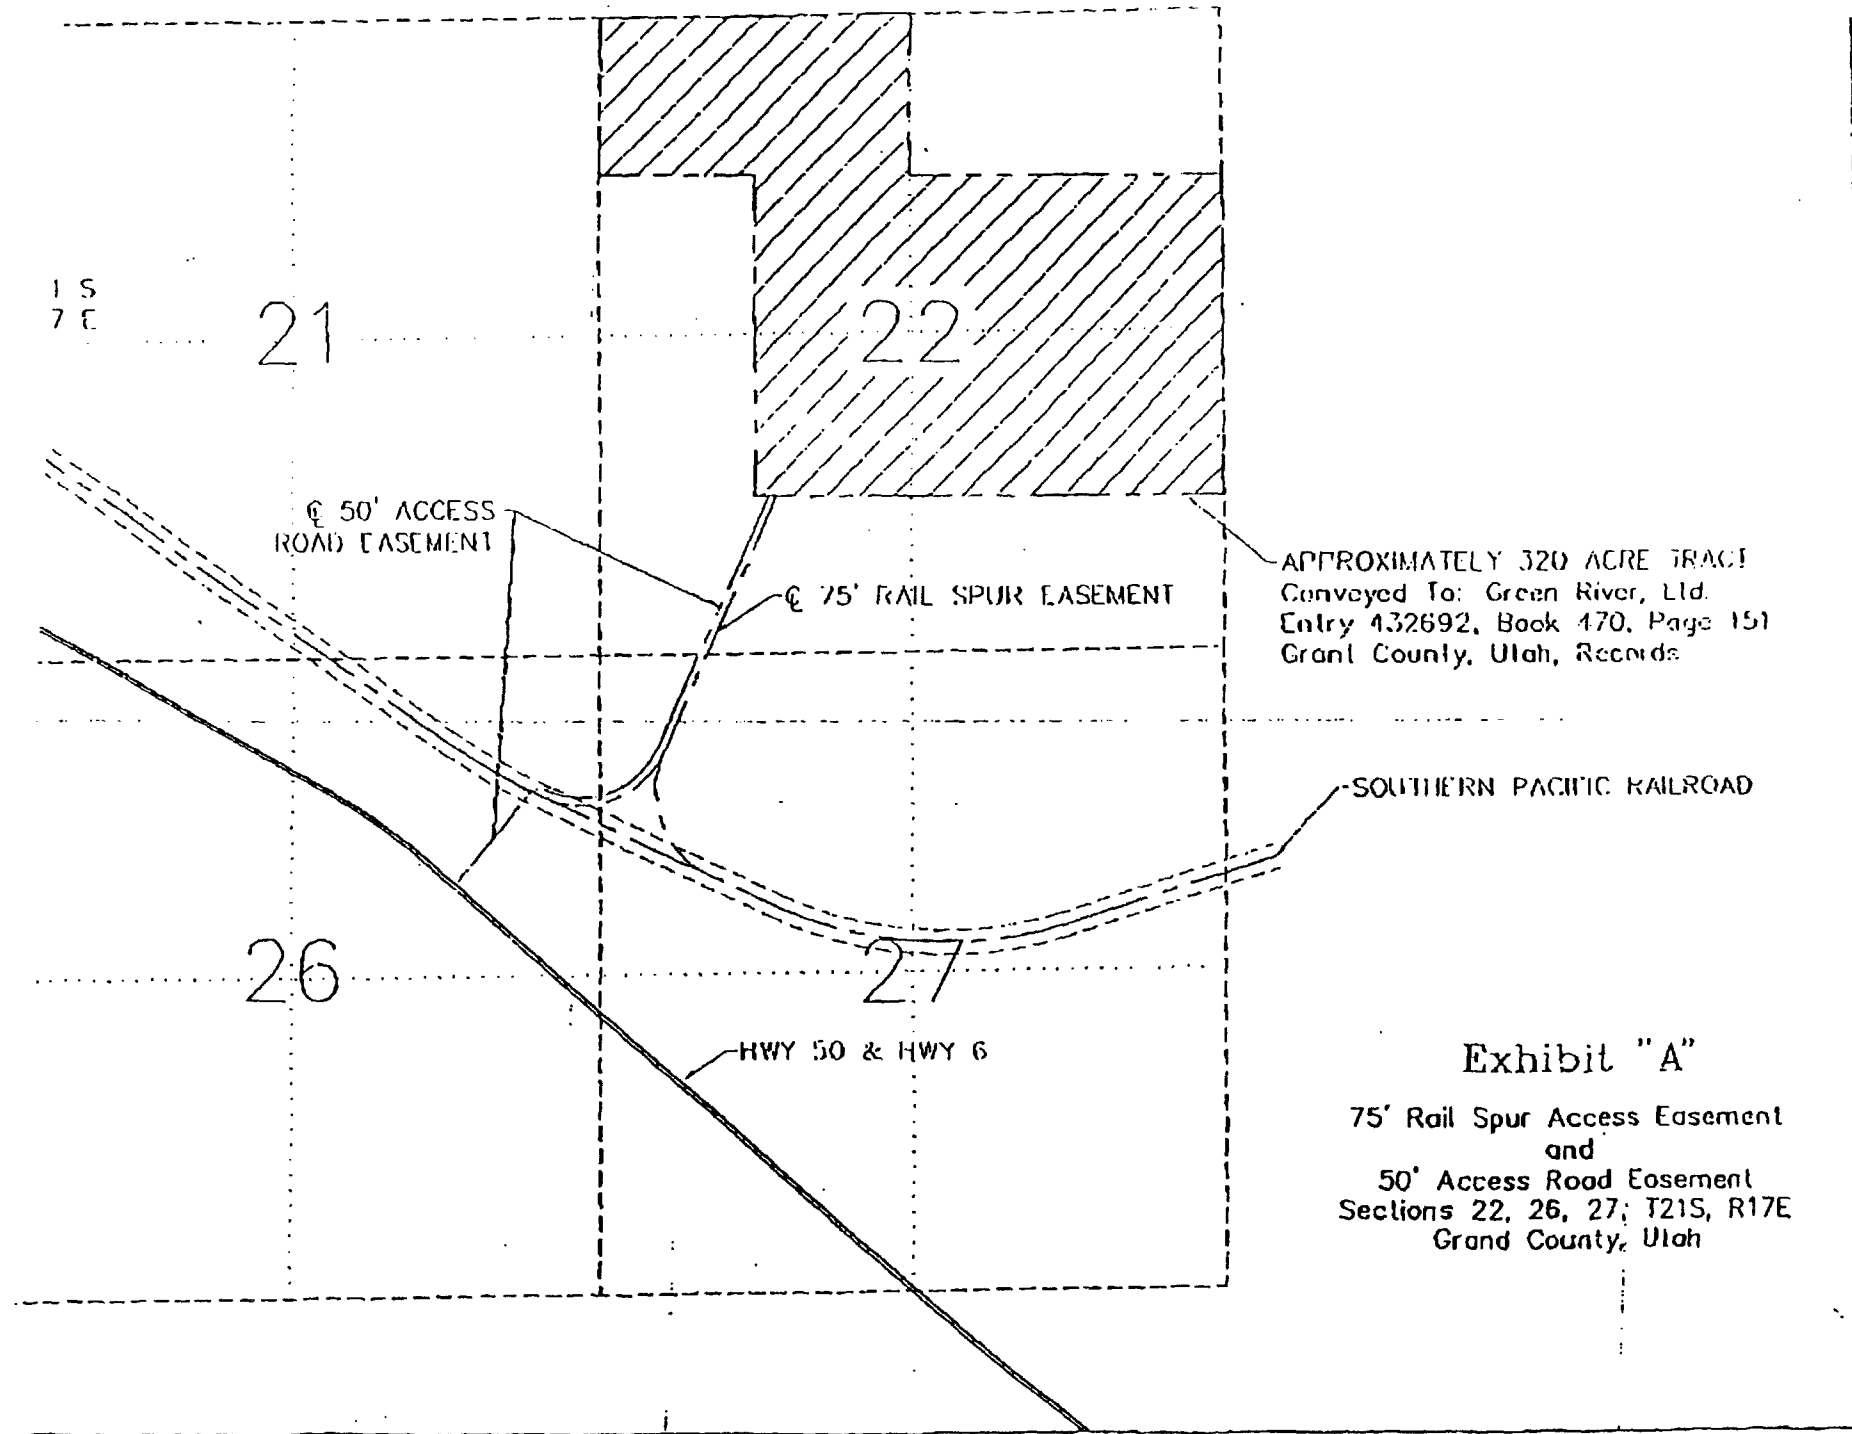 1 S
7 E
21
22
℄ 50' ACCESS
ROAD EASEMENT
℄ 75' RAIL SPUR EASEMENT
APPROXIMATELY 320 ACRE TRACT
Conveyed To: Green River, Ltd.
Entry 432692, Book 470, Page 151
Grant County, Utah, Records
SOUTHERN PACIFIC RAILROAD
26
27
HWY 50 & HWY 6
Exhibit "A"
75' Rail Spur Access Easement
and
50' Access Road Easement
Sections 22, 26, 27; T21S, R17E
Grand County, Utah